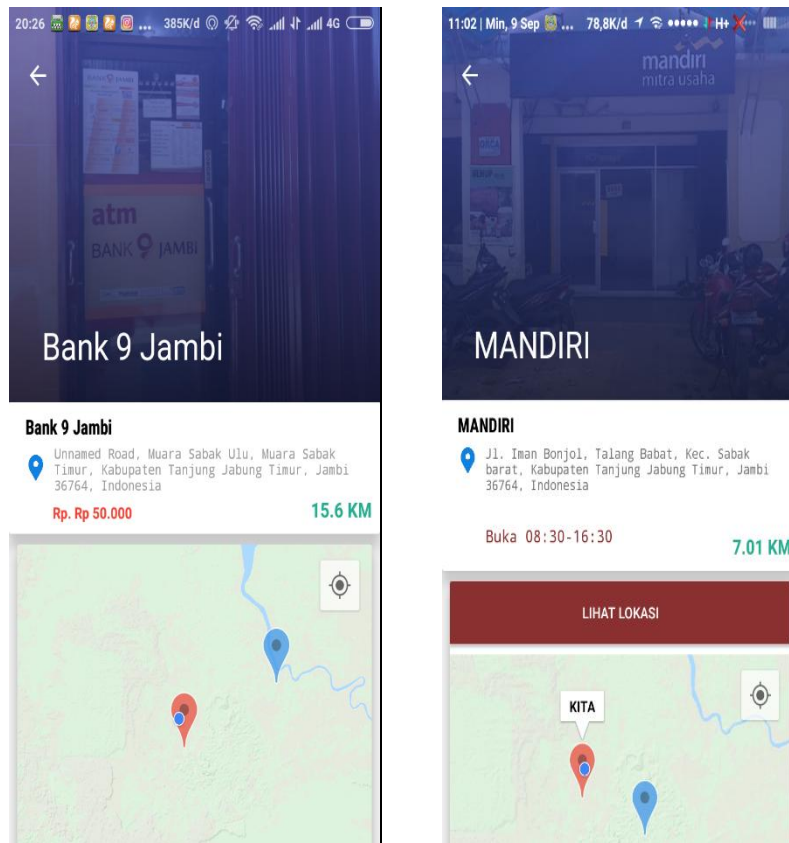 20:26 ... 385K/d 4G
atm
BANK 9 JAMBI
Bank 9 Jambi
Bank 9 Jambi
Unnamed Road, Muara Sabak Ulu, Muara Sabak
Timur, Kabupaten Tanjung Jabung Timur, Jambi
36764, Indonesia
Rp. Rp 50.000
15.6 KM
11:02 | Min, 9 Sep ... 78,8K/d H+
mandırı
mitra usaha
MANDIRI
MANDIRI
Jl. Iman Bonjol, Talang Babat, Kec. Sabak
barat, Kabupaten Tanjung Jabung Timur, Jambi
36764, Indonesia
Buka 08:30-16:30
7.01 KM
LIHAT LOKASI
KITA